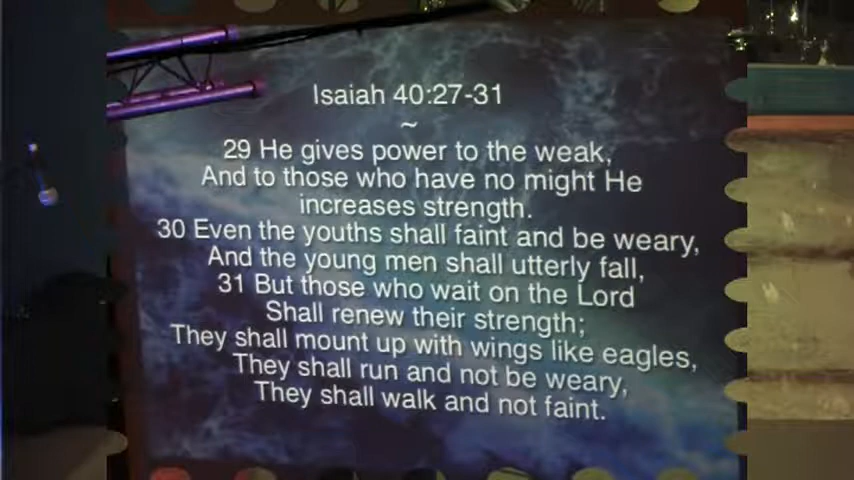 Isaiah 40:27-31
~
29 He gives power to the weak,
And to those who have no might He
increases strength.
30 Even the youths shall faint and be weary,
And the young men shall utterly fall,
31 But those who wait on the Lord
Shall renew their strength;
They shall mount up with wings like eagles,
They shall run and not be weary,
They shall walk and not faint.